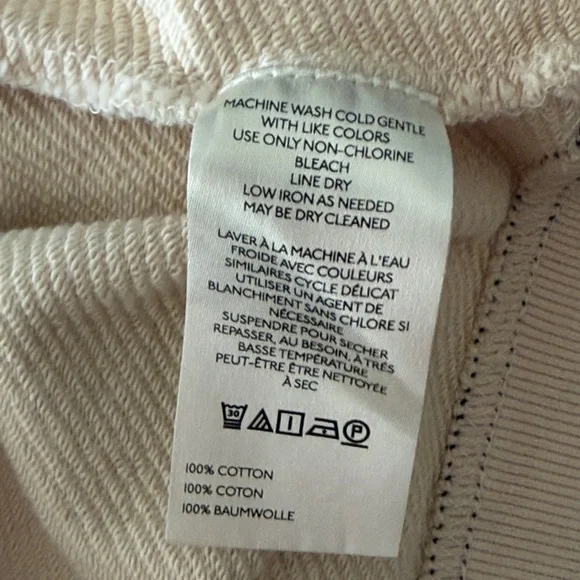 MACHINE WASH COLD GENTLE
WITH LIKE COLORS
USE ONLY NON-CHLORINE
BLEACH
LINE DRY
LOW IRON AS NEEDED
MAY BE DRY CLEANED
LAVER À LA MACHINE À L'EAU
FROIDE AVEC COULEURS
SIMILAIRES CYCLE DÉLICAT
UTILISER UN AGENT DE
BLANCHIMENT SANS CHLORE SI
NÉCESSAIRE
SUSPENDRE POUR SECHER
REPASSER, AU BESOIN, À TRÉS
BASSE TEMPÉRATURE
PEUT-ÊTRE ÊTRE NETTOYÉE
À SEC
30 P
100% COTTON
100% COTON
100% BAUMWOLLE